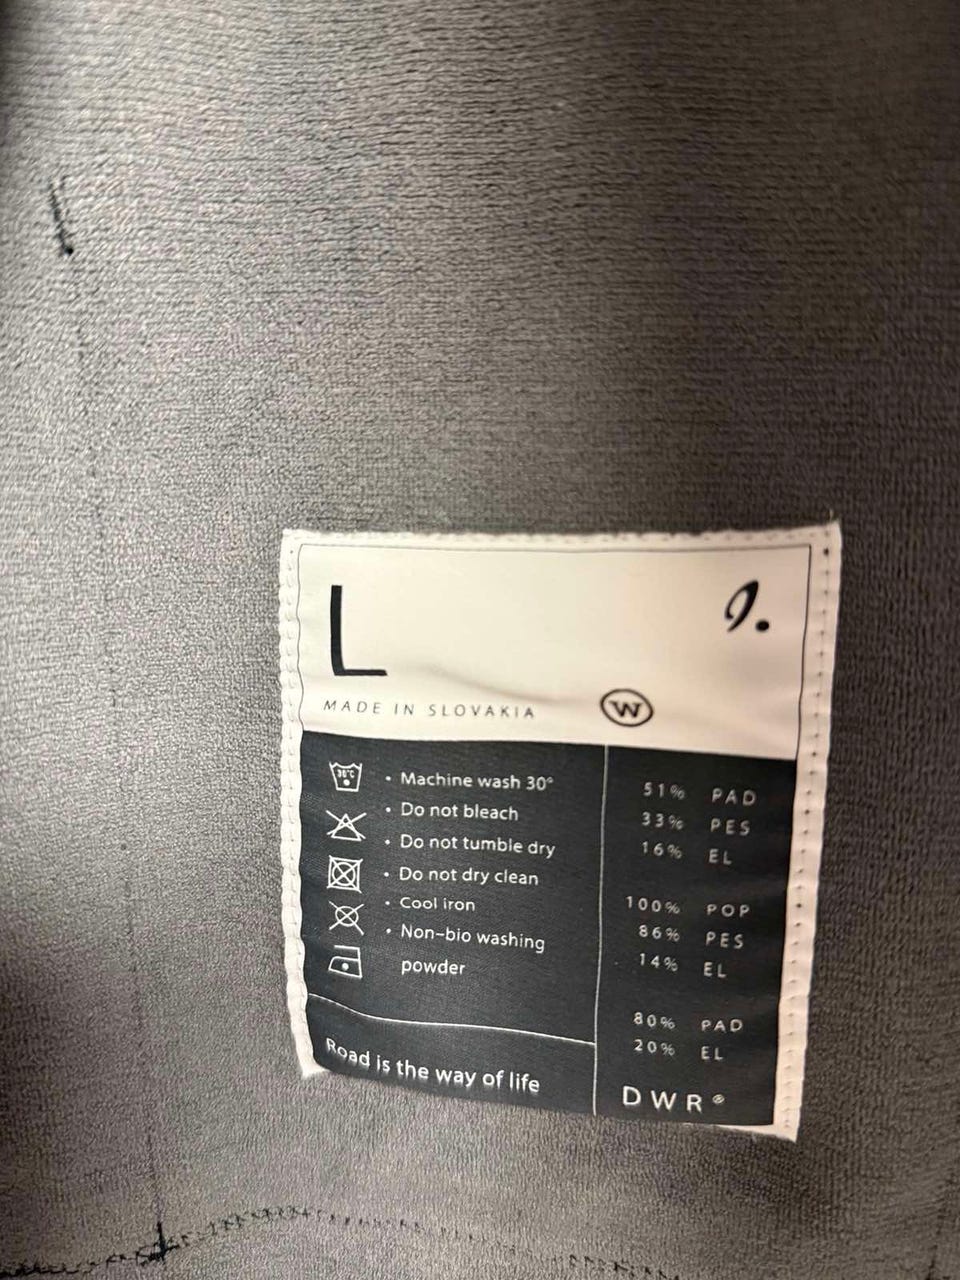 L
MADE IN SLOVAKIA
W
30°C
• Machine wash 30°
• Do not bleach
• Do not tumble dry
• Do not dry clean
• Cool iron
• Non-bio washing
powder
Road is the way of life
51% PAD
33% PES
16% EL
100% POP
86% PES
14% EL
80% PAD
20% EL
DWR®